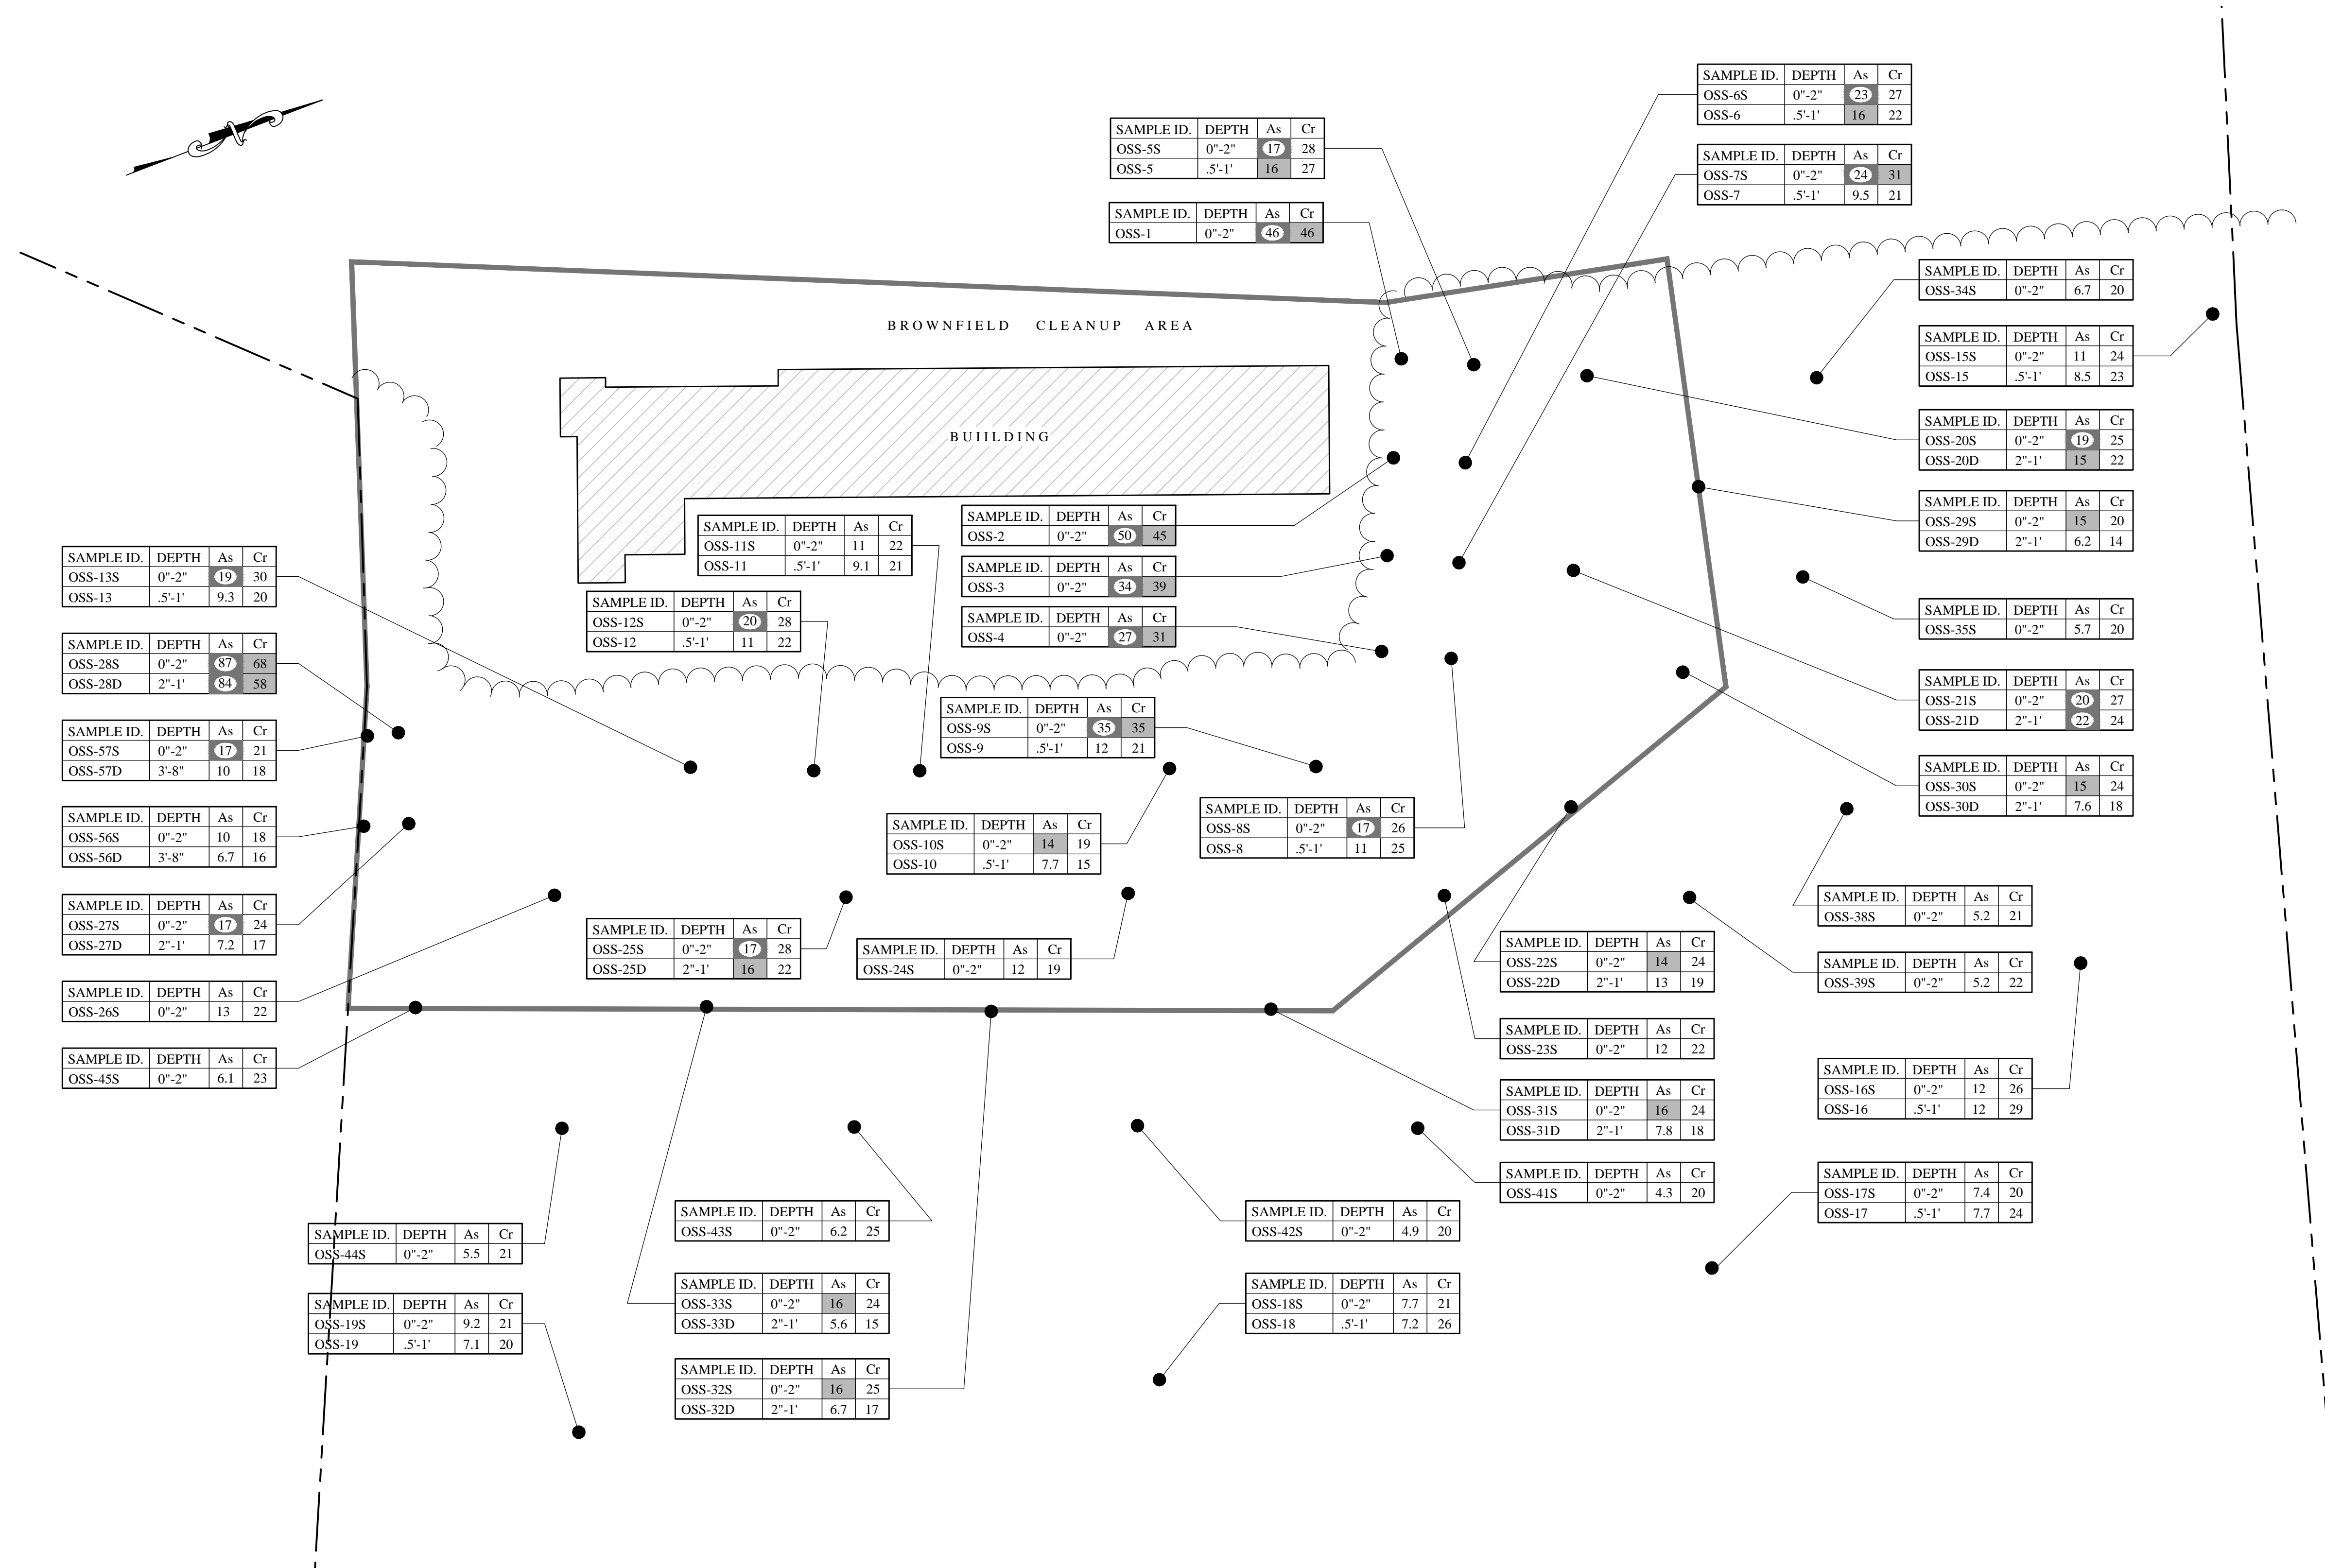 SAMPLE ID. DEPTH As Cr
OSS-6S 0"-2" 23 27
OSS-6 .5'-1' 16 22
SAMPLE ID. DEPTH As Cr
OSS-5S 0"-2" 17 28
OSS-5 .5'-1' 16 27
SAMPLE ID. DEPTH As Cr
OSS-7S 0"-2" 24 31
OSS-7 .5'-1' 9.5 21
SAMPLE ID. DEPTH As Cr
OSS-1 0"-2" 46 46
BROWNFIELD CLEANUP AREA
BUIILDING
SAMPLE ID. DEPTH As Cr
OSS-34S 0"-2" 6.7 20
SAMPLE ID. DEPTH As Cr
OSS-15S 0"-2" 11 24
OSS-15 .5'-1' 8.5 23
SAMPLE ID. DEPTH As Cr
OSS-20S 0"-2" 19 25
OSS-20D 2"-1' 15 22
SAMPLE ID. DEPTH As Cr
OSS-29S 0"-2" 15 20
OSS-29D 2"-1' 6.2 14
SAMPLE ID. DEPTH As Cr
OSS-35S 0"-2" 5.7 20
SAMPLE ID. DEPTH As Cr
OSS-21S 0"-2" 20 27
OSS-21D 2"-1' 22 24
SAMPLE ID. DEPTH As Cr
OSS-30S 0"-2" 15 24
OSS-30D 2"-1' 7.6 18
SAMPLE ID. DEPTH As Cr
OSS-11S 0"-2" 11 22
OSS-11 .5'-1' 9.1 21
SAMPLE ID. DEPTH As Cr
OSS-2 0"-2" 50 45
SAMPLE ID. DEPTH As Cr
OSS-3 0"-2" 34 39
SAMPLE ID. DEPTH As Cr
OSS-4 0"-2" 27 31
SAMPLE ID. DEPTH As Cr
OSS-12S 0"-2" 20 28
OSS-12 .5'-1' 11 22
SAMPLE ID. DEPTH As Cr
OSS-9S 0"-2" 35 35
OSS-9 .5'-1' 12 21
SAMPLE ID. DEPTH As Cr
OSS-10S 0"-2" 14 19
OSS-10 .5'-1' 7.7 15
SAMPLE ID. DEPTH As Cr
OSS-8S 0"-2" 17 26
OSS-8 .5'-1' 11 25
SAMPLE ID. DEPTH As Cr
OSS-13S 0"-2" 19 30
OSS-13 .5'-1' 9.3 20
SAMPLE ID. DEPTH As Cr
OSS-28S 0"-2" 87 68
OSS-28D 2"-1' 84 58
SAMPLE ID. DEPTH As Cr
OSS-57S 0"-2" 17 21
OSS-57D 3'-8" 10 18
SAMPLE ID. DEPTH As Cr
OSS-56S 0"-2" 10 18
OSS-56D 3'-8" 6.7 16
SAMPLE ID. DEPTH As Cr
OSS-27S 0"-2" 17 24
OSS-27D 2"-1' 7.2 17
SAMPLE ID. DEPTH As Cr
OSS-26S 0"-2" 13 22
SAMPLE ID. DEPTH As Cr
OSS-45S 0"-2" 6.1 23
SAMPLE ID. DEPTH As Cr
OSS-25S 0"-2" 17 28
OSS-25D 2"-1' 16 22
SAMPLE ID. DEPTH As Cr
OSS-24S 0"-2" 12 19
SAMPLE ID. DEPTH As Cr
OSS-22S 0"-2" 14 24
OSS-22D 2"-1' 13 19
SAMPLE ID. DEPTH As Cr
OSS-23S 0"-2" 12 22
SAMPLE ID. DEPTH As Cr
OSS-31S 0"-2" 16 24
OSS-31D 2"-1' 7.8 18
SAMPLE ID. DEPTH As Cr
OSS-41S 0"-2" 4.3 20
SAMPLE ID. DEPTH As Cr
OSS-38S 0"-2" 5.2 21
SAMPLE ID. DEPTH As Cr
OSS-39S 0"-2" 5.2 22
SAMPLE ID. DEPTH As Cr
OSS-16S 0"-2" 12 26
OSS-16 .5'-1' 12 29
SAMPLE ID. DEPTH As Cr
OSS-17S 0"-2" 7.4 20
OSS-17 .5'-1' 7.7 24
SAMPLE ID. DEPTH As Cr
OSS-44S 0"-2" 5.5 21
SAMPLE ID. DEPTH As Cr
OSS-19S 0"-2" 9.2 21
OSS-19 .5'-1' 7.1 20
SAMPLE ID. DEPTH As Cr
OSS-43S 0"-2" 6.2 25
SAMPLE ID. DEPTH As Cr
OSS-33S 0"-2" 16 24
OSS-33D 2"-1' 5.6 15
SAMPLE ID. DEPTH As Cr
OSS-32S 0"-2" 16 25
OSS-32D 2"-1' 6.7 17
SAMPLE ID. DEPTH As Cr
OSS-42S 0"-2" 4.9 20
SAMPLE ID. DEPTH As Cr
OSS-18S 0"-2" 7.7 21
OSS-18 .5'-1' 7.2 26